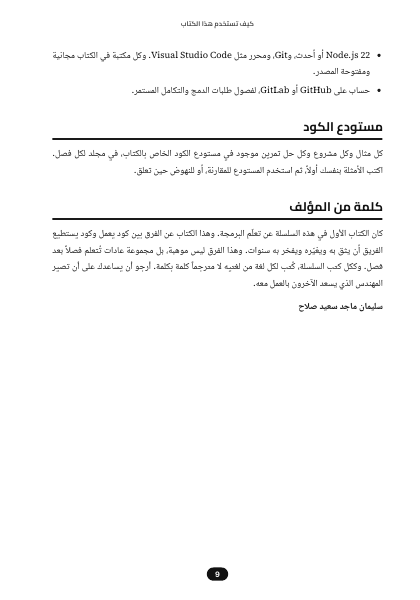 كيف تستخدم هذا الكتاب
• Node.js 22 أو أحدث، وGit، ومحرر مثل Visual Studio Code. وكل مكتبة في الكتاب مجانية
ومفتوحة المصدر.
• حساب على GitHub أو GitLab، لفصول طلبات الدمج والتكامل المستمر.
مستودع الكود
كل مثال وكل مشروع وكل حل تمرين موجود في مستودع الكود الخاص بالكتاب، في مجلد لكل فصل.
اكتب الأمثلة بنفسك أولاً، ثم استخدم المستودع للمقارنة، أو للنهوض حين تعلق.
كلمة من المؤلف
كان الكتاب الأول في هذه السلسلة عن تعلّم البرمجة. وهذا الكتاب عن الفرق بين كود يعمل وكود يستطيع
الفريق أن يثق به ويغيّره ويفخر به سنوات. وهذا الفرق ليس موهبة، بل مجموعة عادات تُتعلم فصلاً بعد
فصل. وككل كتب السلسلة، كُتب لكل لغة من لغتيه لا مترجماً كلمة بكلمة. أرجو أن يساعدك على أن تصير
المهندس الذي يسعد الآخرون بالعمل معه.
سليمان ماجد سعيد صلاح
9